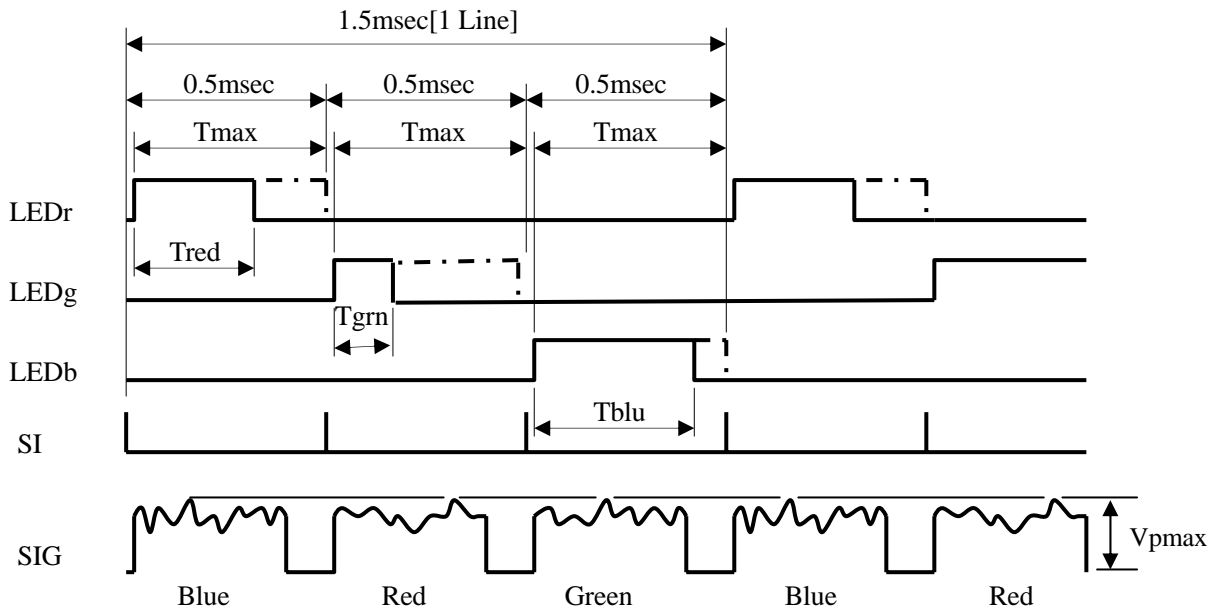 1.5msec[1 Line]
0.5msec 0.5msec 0.5msec
Tmax Tmax Tmax
LEDr
Tred
LEDg
Tgrn
LEDb
Tblu
SI
SIG
Vpmax
Blue Red Green Blue Red